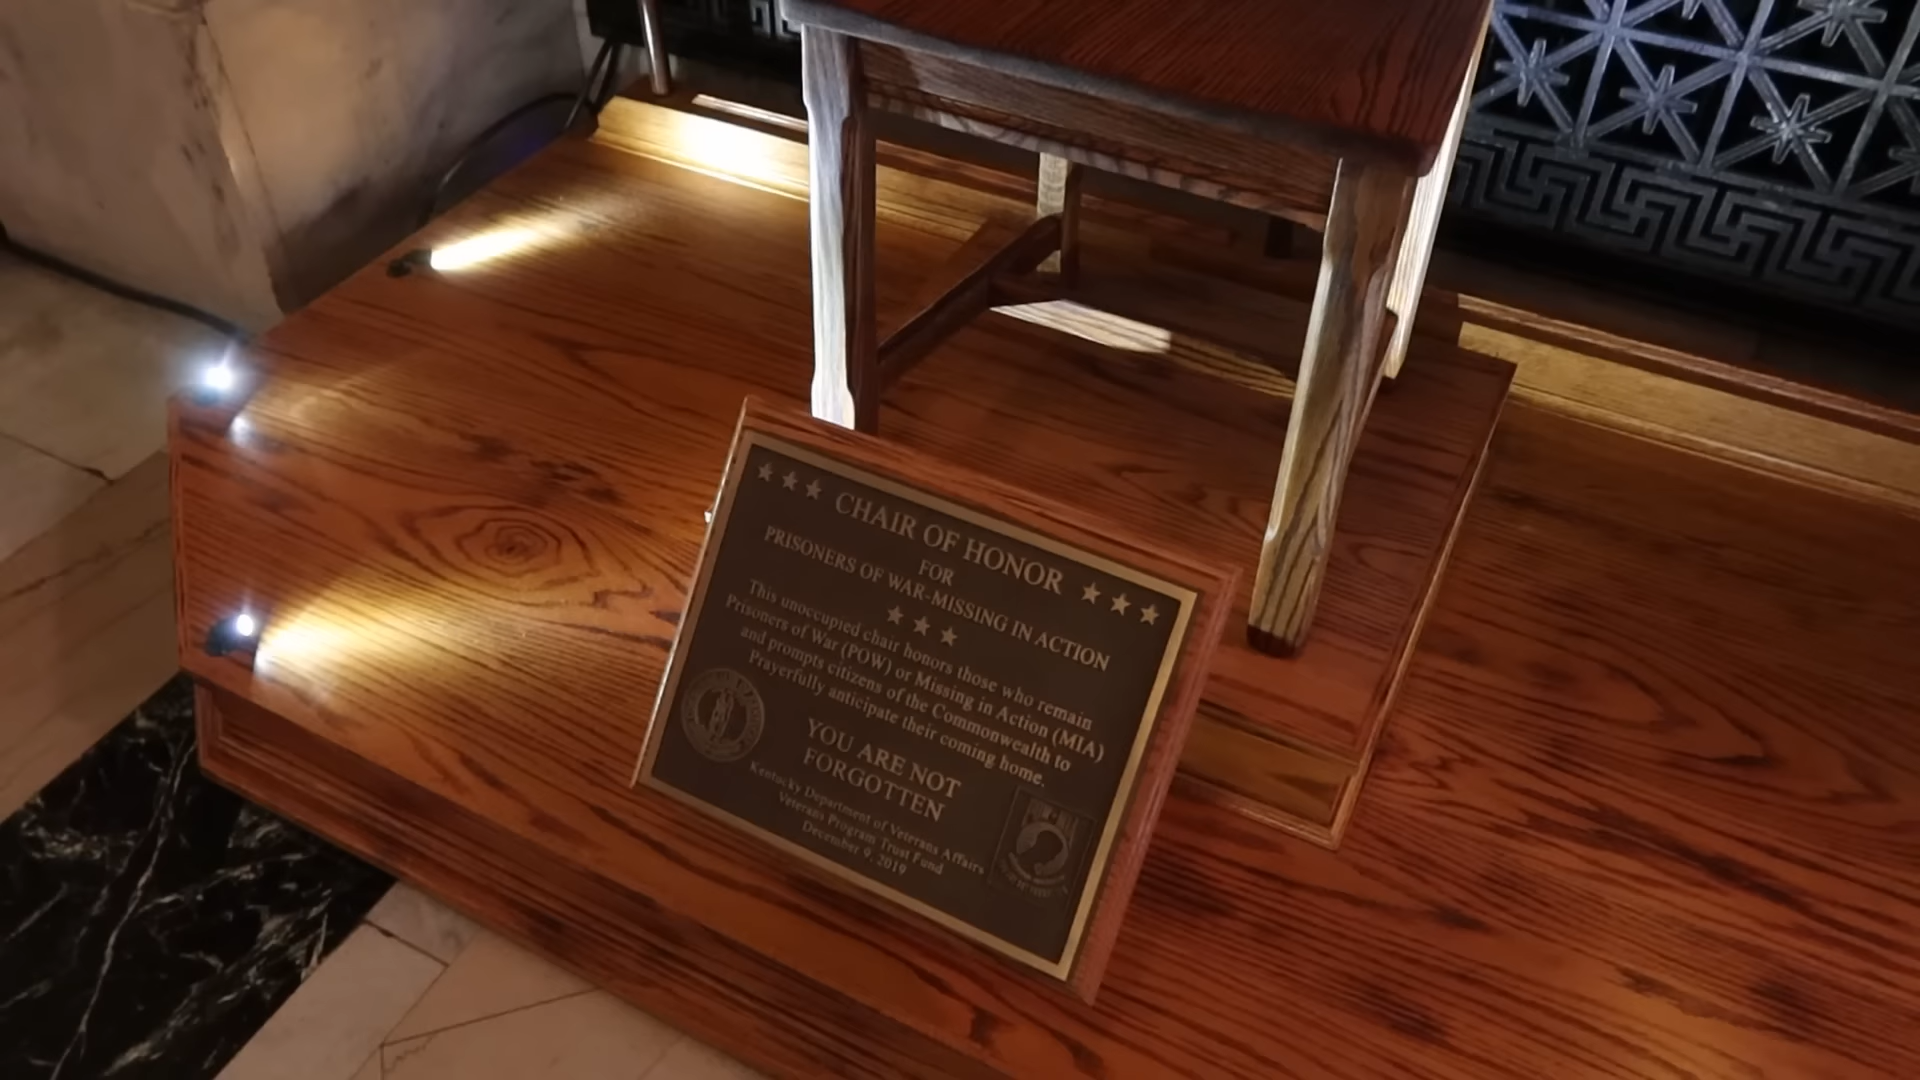 CHAIR OF HONOR
FOR
PRISONERS OF WAR-MISSING IN ACTION
This unoccupied chair honors those who remain
Prisoners of War (POW) or Missing in Action (MIA)
and prompts citizens of the Commonwealth to
Prayerfully anticipate their coming home.
YOU ARE NOT
FORGOTTEN
Kentucky Department of Veterans Affairs
Veterans Program Trust Fund
December 9, 2019